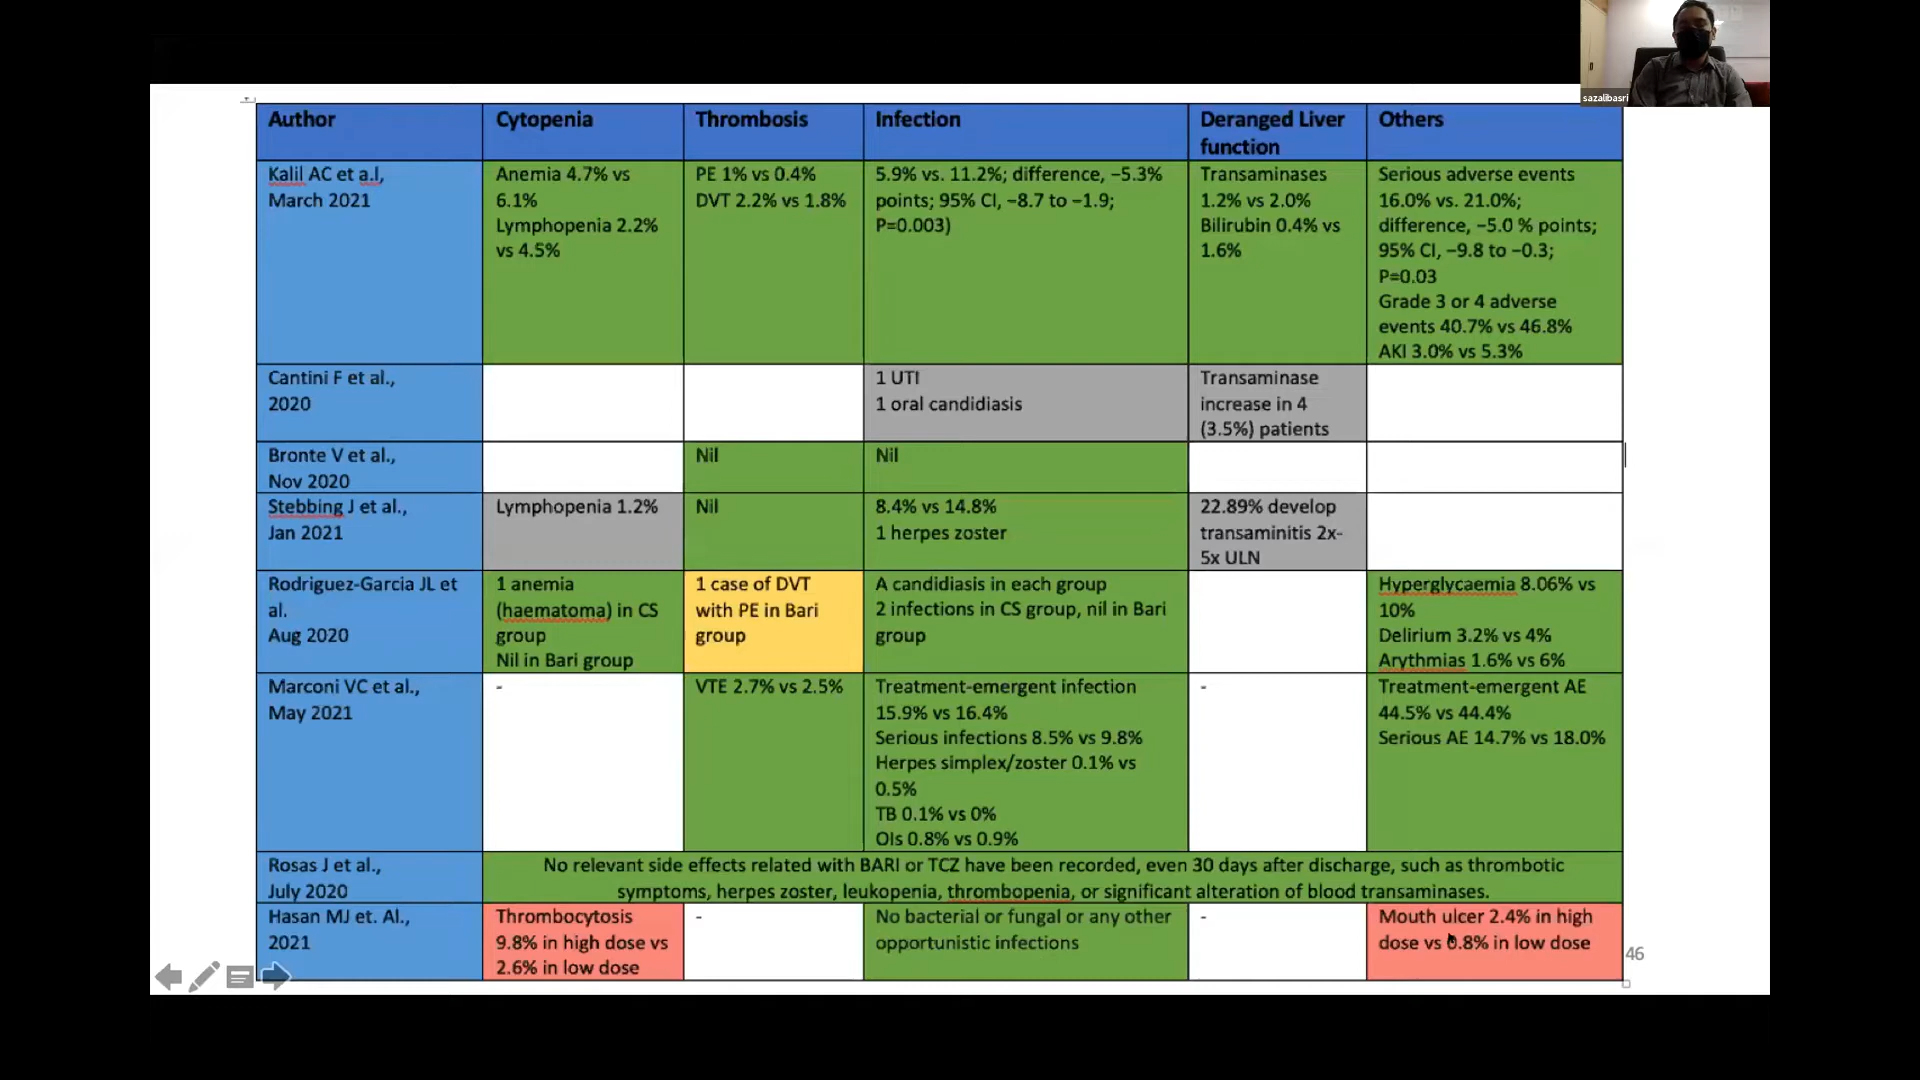 sazalibasri
Author
Cytopenia
Thrombosis
Infection
Deranged Liver
function
Others
Kalil AC et a.l,
March 2021
Anemia 4.7% vs
6.1%
Lymphopenia 2.2%
vs 4.5%
PE 1% vs 0.4%
DVT 2.2% vs 1.8%
5.9% vs. 11.2%; difference, −5.3%
points; 95% CI, −8.7 to −1.9;
P=0.003)
Transaminases
1.2% vs 2.0%
Bilirubin 0.4% vs
1.6%
Serious adverse events
16.0% vs. 21.0%;
difference, −5.0 % points;
95% CI, −9.8 to −0.3;
P=0.03
Grade 3 or 4 adverse
events 40.7% vs 46.8%
AKI 3.0% vs 5.3%
Cantini F et al.,
2020
1 UTI
1 oral candidiasis
Transaminase
increase in 4
(3.5%) patients
Bronte V et al.,
Nov 2020
Nil
Nil
Stebbing J et al.,
Jan 2021
Lymphopenia 1.2%
Nil
8.4% vs 14.8%
1 herpes zoster
22.89% develop
transaminitis 2x-
5x ULN
Rodriguez-Garcia JL et
al.
Aug 2020
1 anemia
(haematoma) in CS
group
Nil in Bari group
1 case of DVT
with PE in Bari
group
A candidiasis in each group
2 infections in CS group, nil in Bari
group
Hyperglycaemia 8.06% vs
10%
Delirium 3.2% vs 4%
Arythmias 1.6% vs 6%
Marconi VC et al.,
May 2021
-
VTE 2.7% vs 2.5%
Treatment-emergent infection
15.9% vs 16.4%
Serious infections 8.5% vs 9.8%
Herpes simplex/zoster 0.1% vs
0.5%
TB 0.1% vs 0%
OIs 0.8% vs 0.9%
-
Treatment-emergent AE
44.5% vs 44.4%
Serious AE 14.7% vs 18.0%
Rosas J et al.,
July 2020
No relevant side effects related with BARI or TCZ have been recorded, even 30 days after discharge, such as thrombotic
symptoms, herpes zoster, leukopenia, thrombopenia, or significant alteration of blood transaminases.
Hasan MJ et. Al.,
2021
Thrombocytosis
9.8% in high dose vs
2.6% in low dose
-
No bacterial or fungal or any other
opportunistic infections
-
Mouth ulcer 2.4% in high
dose vs 0.8% in low dose
46